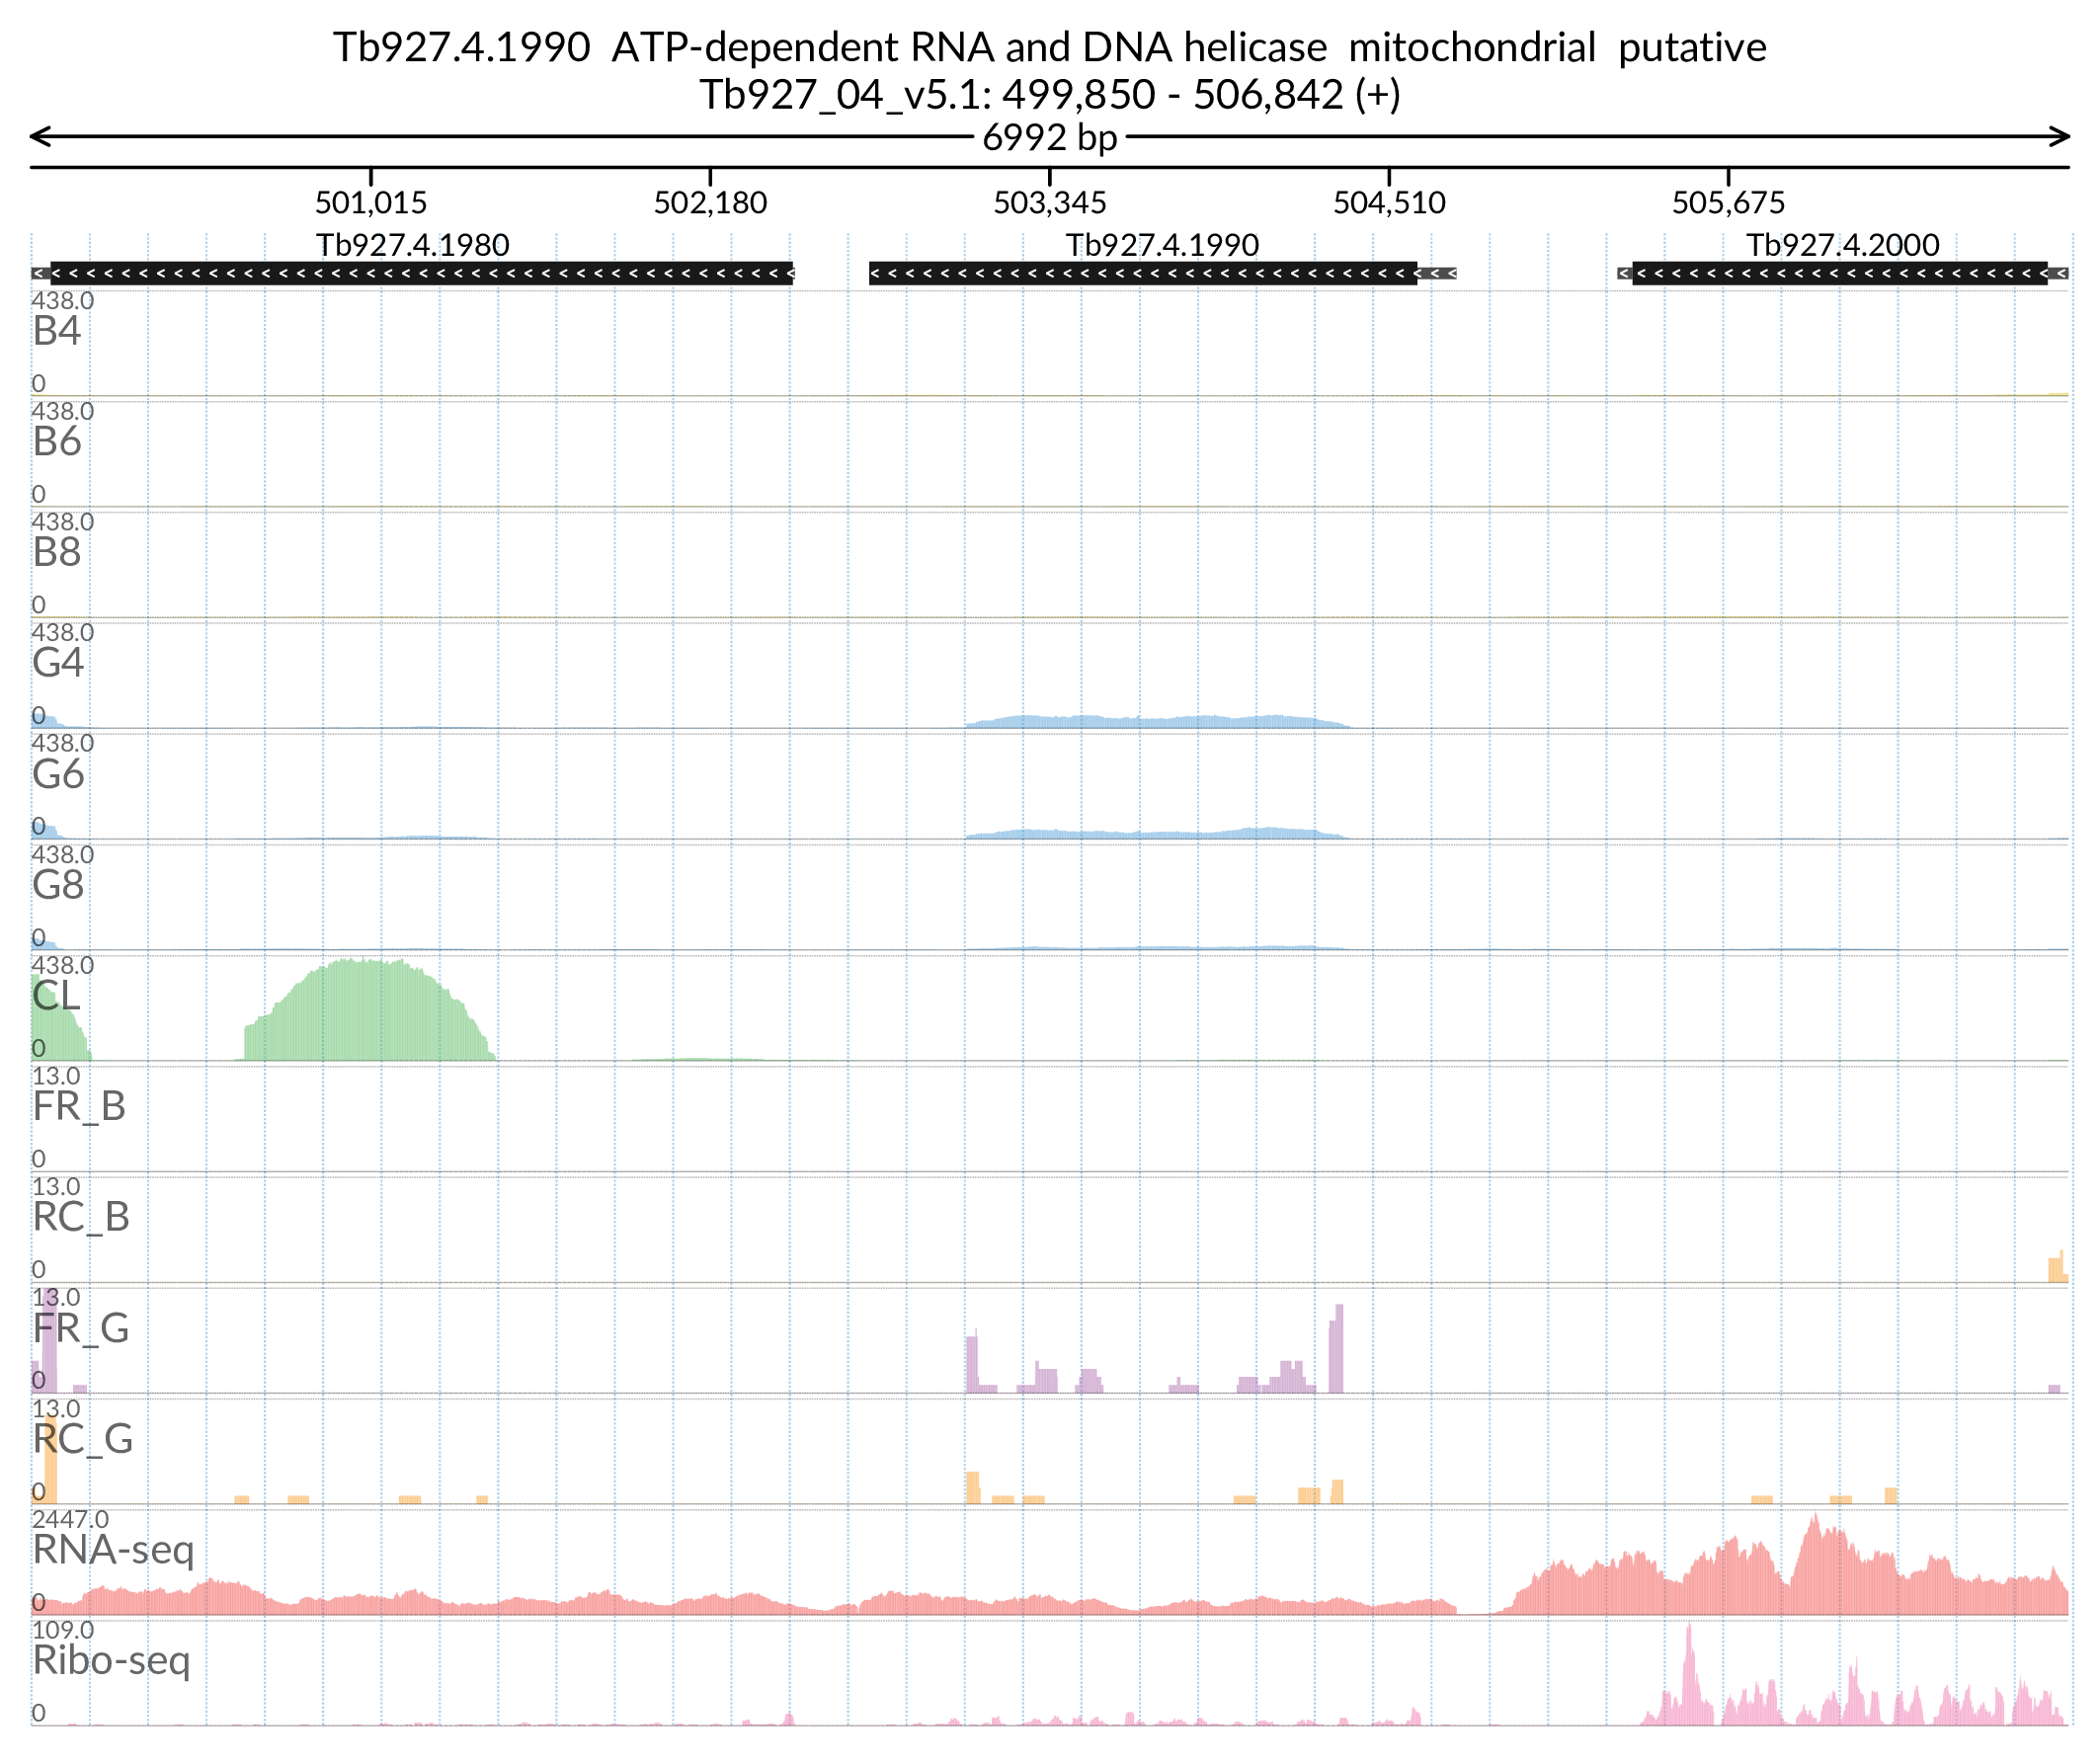 Tb927.4.1990 ATP-dependent RNA and DNA helicase mitochondrial putative
Tb927_04_v5.1: 499,850 - 506,842 (+)
6992 bp
501,015 502,180 503,345 504,510 505,675
Tb927.4.1980 Tb927.4.1990 Tb927.4.2000
438.0
B4
0
438.0
B6
0
438.0
B8
0
438.0
G4
0
438.0
G6
0
438.0
G8
0
438.0
CL
0
13.0
FR_B
0
13.0
RC_B
0
13.0
FR_G
0
13.0
RC_G
0
2447.0
RNA-seq
0
109.0
Ribo-seq
0